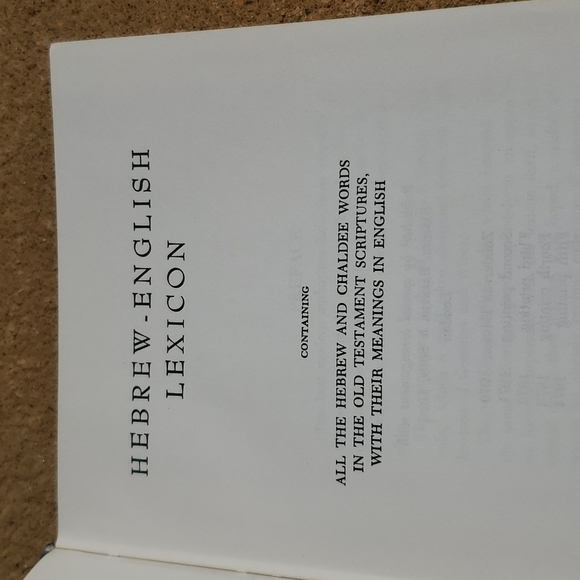 HEBREW-ENGLISH
LEXICON
CONTAINING
ALL THE HEBREW AND CHALDEE WORDS
IN THE OLD TESTAMENT SCRIPTURES,
WITH THEIR MEANINGS IN ENGLISH